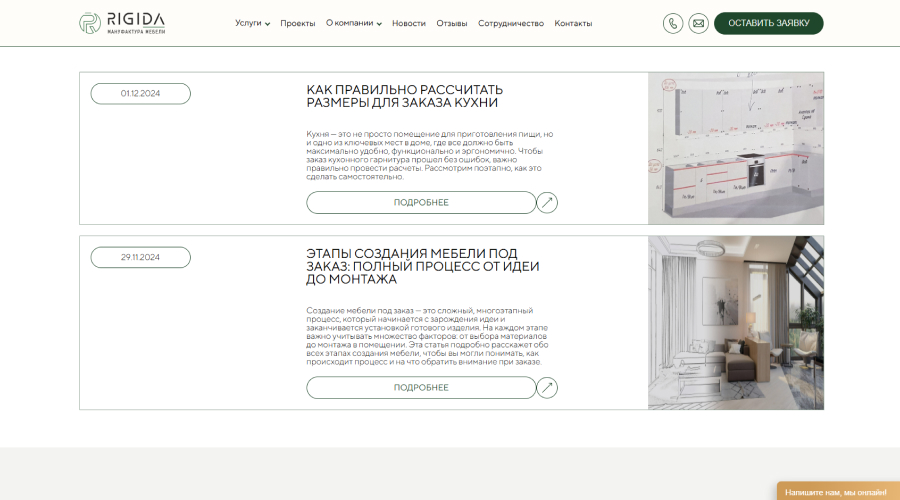 RIGIDA
МАНУФАКТУРА МЕБЕЛИ
Услуги
Проекты
О компании
Новости
Отзывы
Сотрудничество
Контакты
ОСТАВИТЬ ЗАЯВКУ
01.12.2024
КАК ПРАВИЛЬНО РАССЧИТАТЬ
РАЗМЕРЫ ДЛЯ ЗАКАЗА КУХНИ
Кухня — это не просто помещение для приготовления пищи, но
и одно из ключевых мест в доме, где все должно быть
максимально удобно, функционально и эргономично. Чтобы
заказ кухонного гарнитура прошел без ошибок, важно
правильно провести расчеты. Рассмотрим поэтапно, как это
сделать самостоятельно.
ПОДРОБНЕЕ
29.11.2024
ЭТАПЫ СОЗДАНИЯ МЕБЕЛИ ПОД
ЗАКАЗ: ПОЛНЫЙ ПРОЦЕСС ОТ ИДЕИ
ДО МОНТАЖА
Создание мебели под заказ — это сложный, многоэтапный
процесс, который начинается с зарождения идеи и
заканчивается установкой готового изделия. На каждом этапе
важно учитывать множество факторов: от выбора материалов
до монтажа в помещении. Эта статья подробно расскажет обо
всех этапах создания мебели, чтобы вы могли понимать, как
происходит процесс и на что обратить внимание при заказе.
ПОДРОБНЕЕ
Напишите нам, мы онлайн!